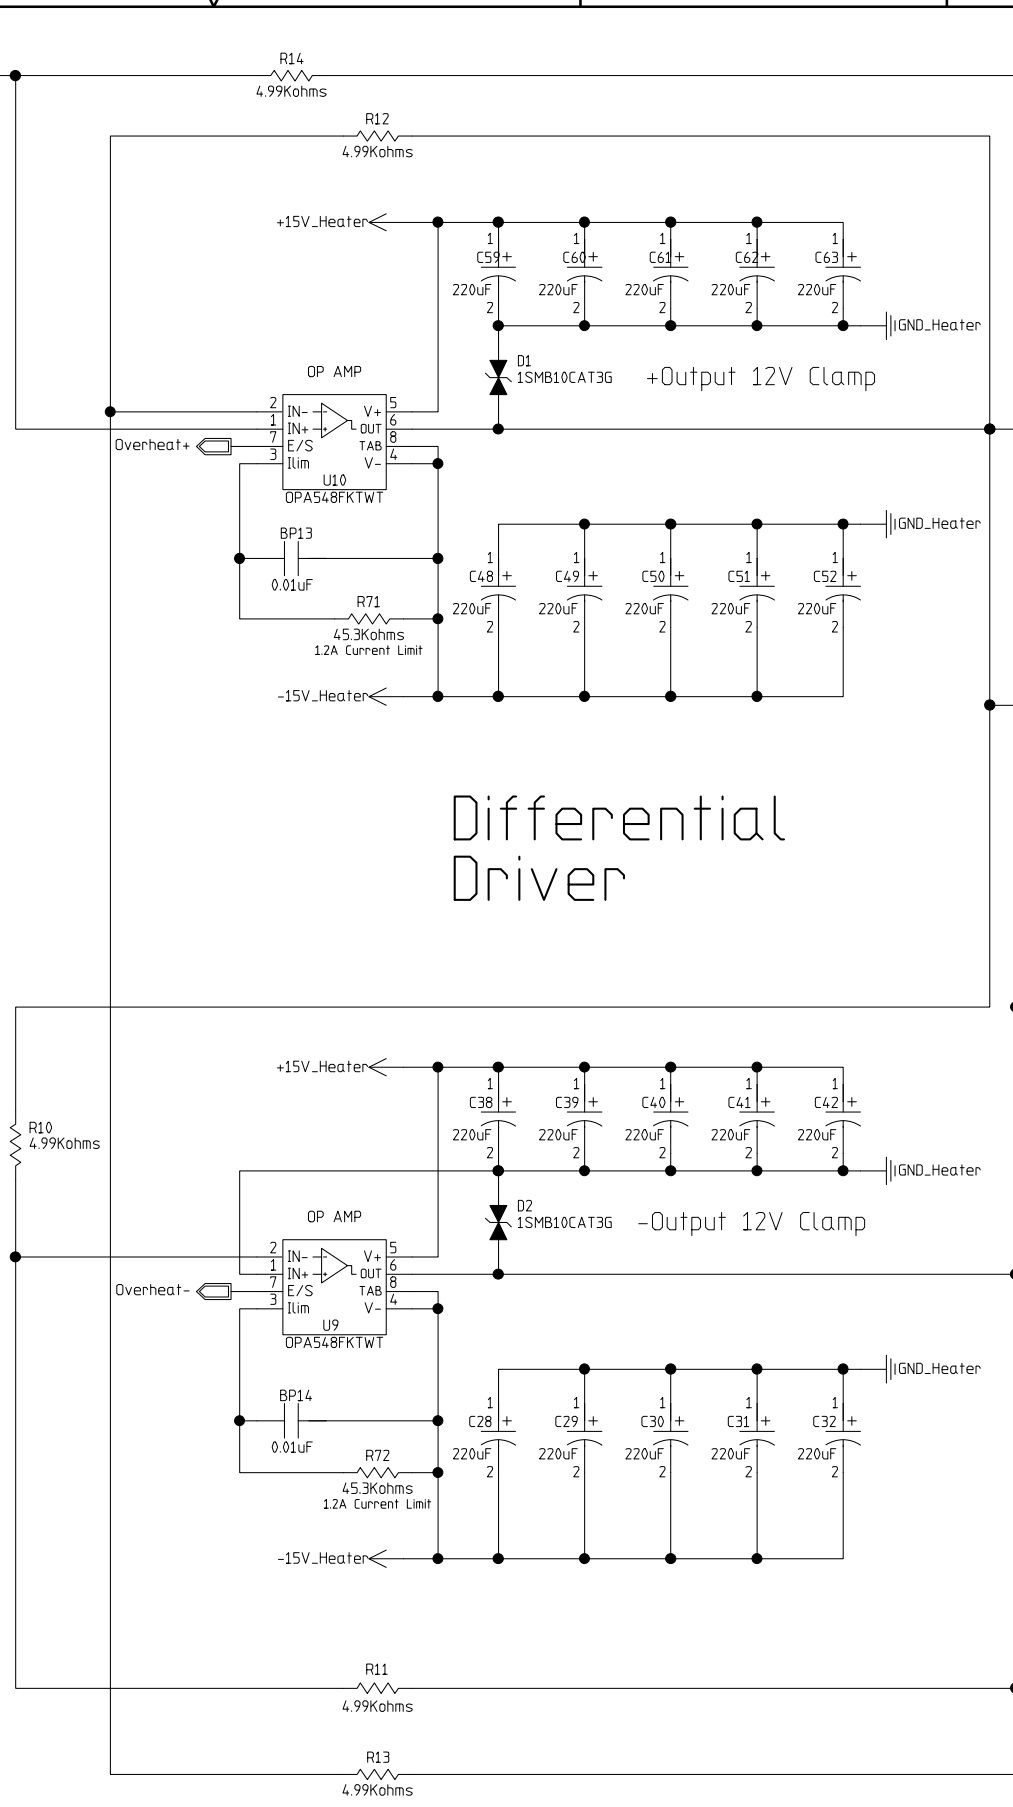 R14
4.99Kohms
R12
4.99Kohms
+15V_Heater
1 1 1 1 1
C59+ C60+ C61+ C62+ C63+
220uF 220uF 220uF 220uF 220uF
2 2 2 2 2
GND_Heater
D1
1SMB10CAT3G
+Output 12V Clamp
OP AMP
2 IN- V+ 5
1 IN+ OUT 6
Overheat+ 7 E/S TAB 8
3 Ilim V- 4
U10
OPA548FKTWT
GND_Heater
BP13
0.01uF
1 1 1 1 1
C48 + C49 + C50 + C51 + C52 +
220uF 220uF 220uF 220uF 220uF
2 2 2 2 2
R71
45.3Kohms
1.2A Current Limit
-15V_Heater
Differential
Driver
+15V_Heater
1 1 1 1 1
C38 + C39 + C40 + C41 + C42 +
220uF 220uF 220uF 220uF 220uF
2 2 2 2 2
R10
4.99Kohms
GND_Heater
D2
1SMB10CAT3G
-Output 12V Clamp
OP AMP
2 IN- V+ 5
1 IN+ OUT 6
Overheat- 7 E/S TAB 8
3 Ilim V- 4
U9
OPA548FKTWT
GND_Heater
BP14
0.01uF
1 1 1 1 1
C28 + C29 + C30 + C31 + C32 +
220uF 220uF 220uF 220uF 220uF
2 2 2 2 2
R72
45.3Kohms
1.2A Current Limit
-15V_Heater
R11
4.99Kohms
R13
4.99Kohms